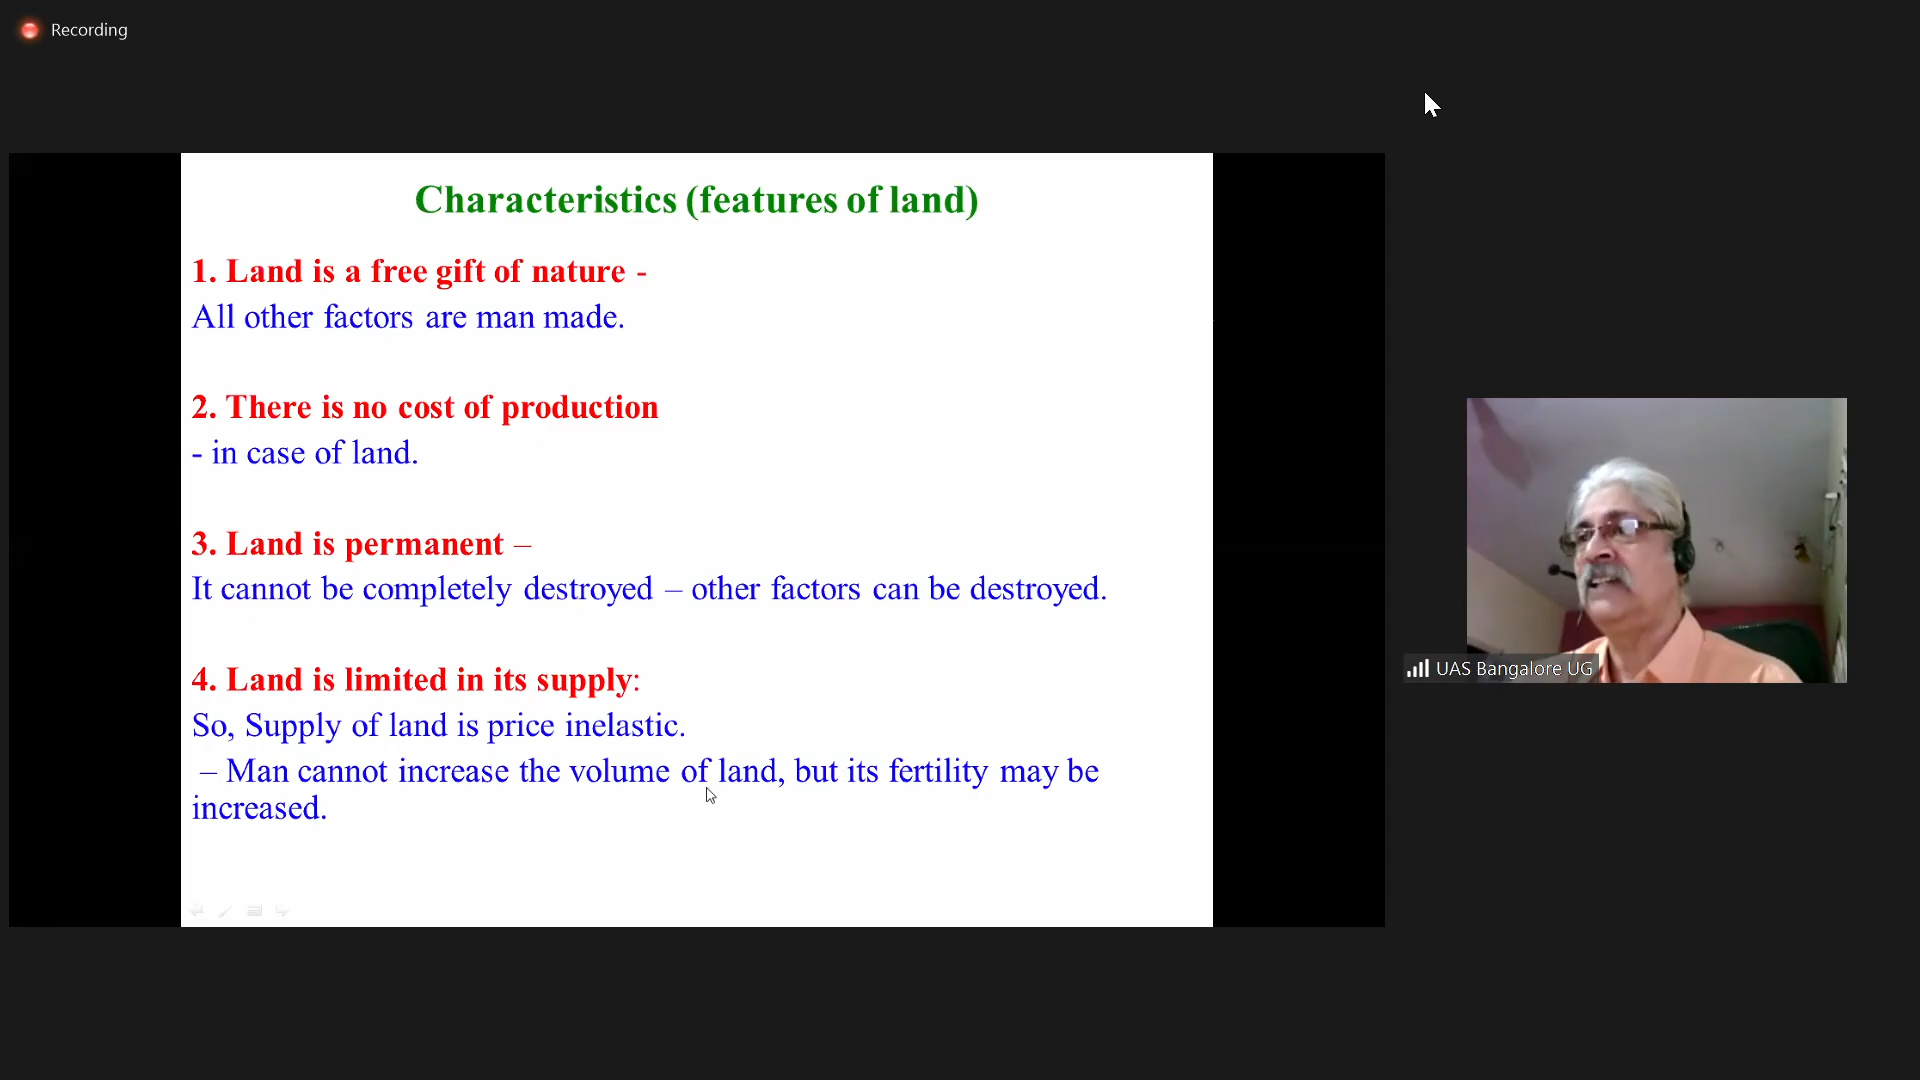 Recording
Characteristics (features of land)
1. Land is a free gift of nature -
All other factors are man made.
2. There is no cost of production
- in case of land.
3. Land is permanent –
It cannot be completely destroyed – other factors can be destroyed.
4. Land is limited in its supply:
So, Supply of land is price inelastic.
– Man cannot increase the volume of land, but its fertility may be
increased.
UAS Bangalore UG